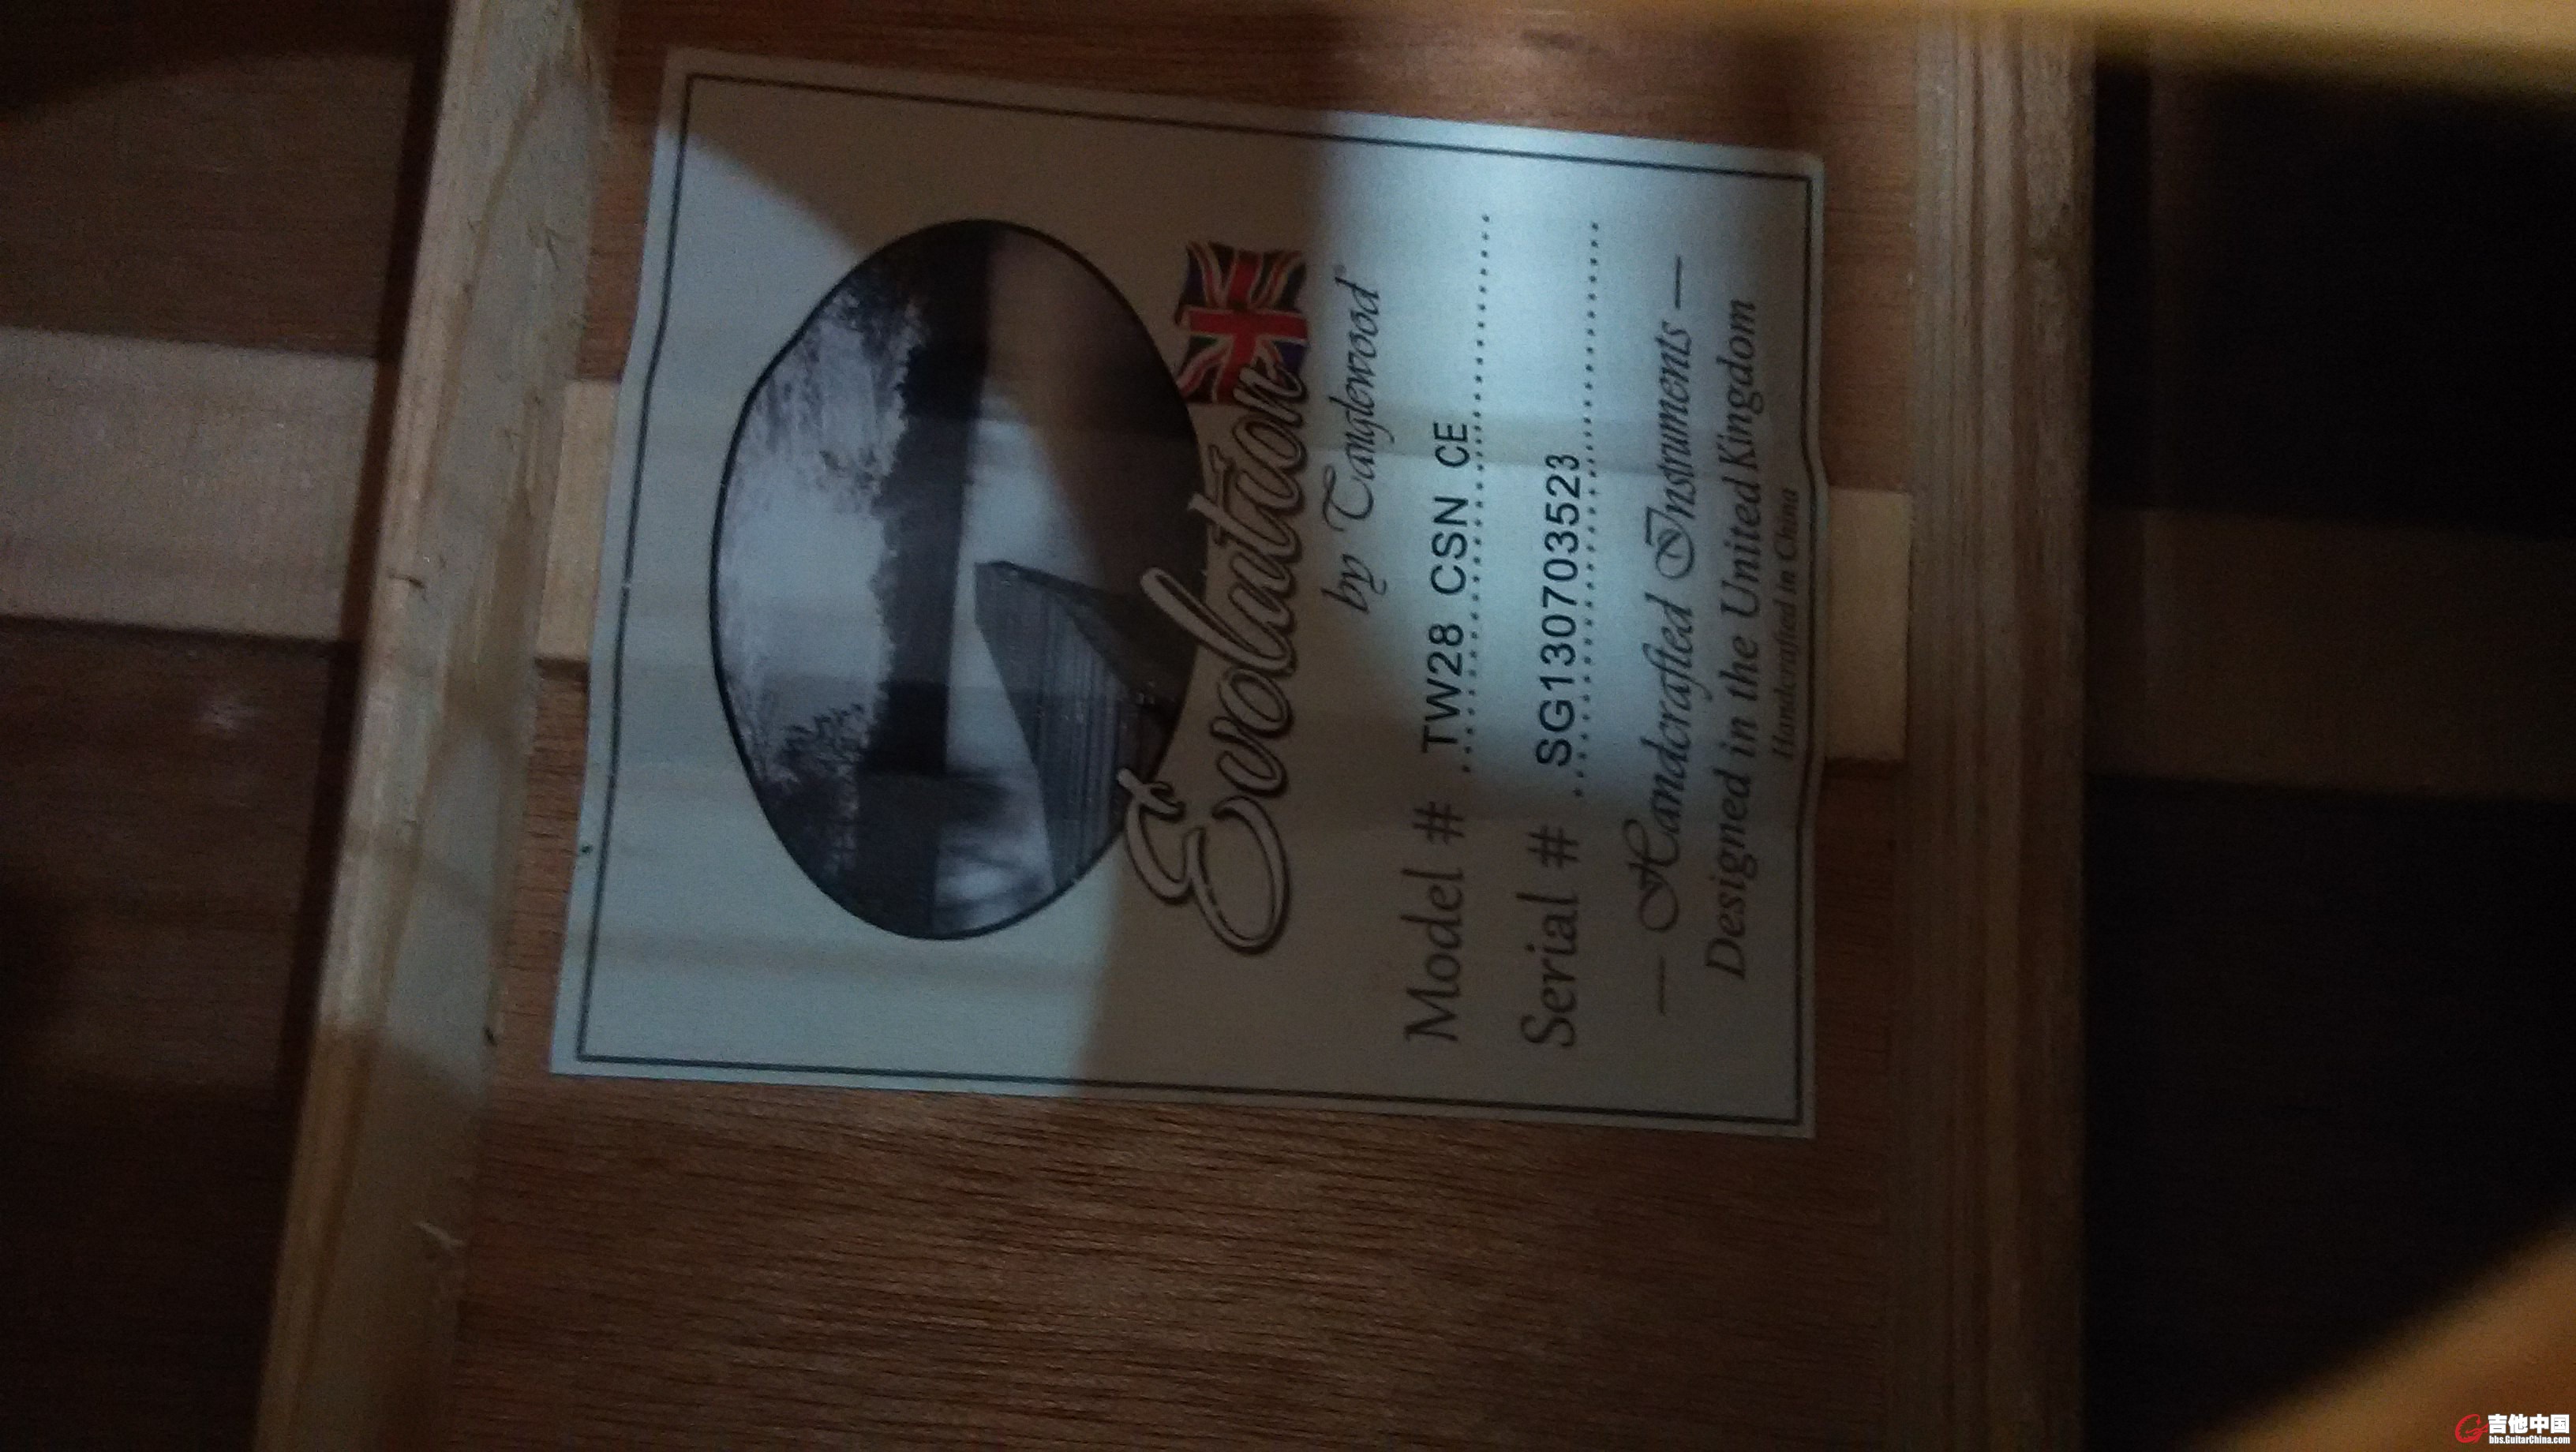 Evolution
by Tanglewood
Model # TW28 CSN CE
Serial # SG130703523
— Handcrafted Instruments —
Designed in the United Kingdom
Handcrafted in China
吉他中国
bbs.GuitarChina.com